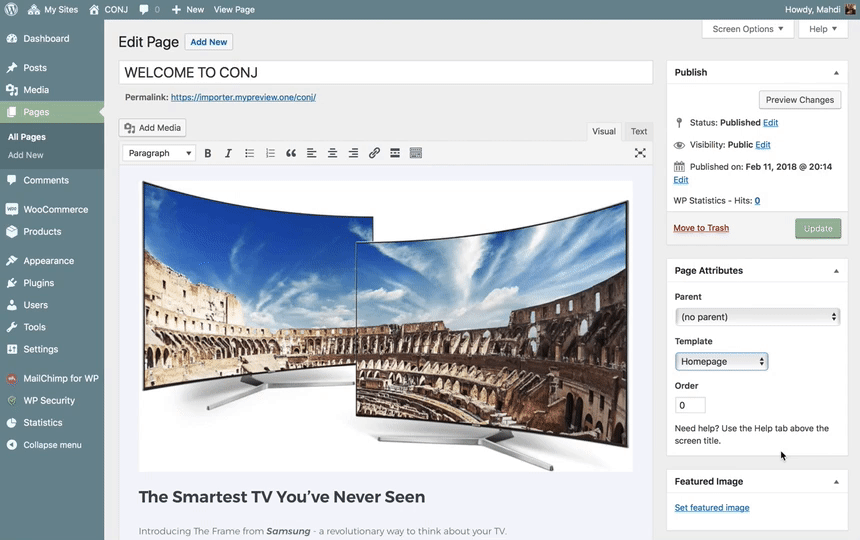 My Sites CONJ 0 New View Page Howdy, Mahdi
Screen Options Help
Dashboard
Posts
Media
Pages
All Pages
Add New
Comments
WooCommerce
Products
Appearance
Plugins
Users
Tools
Settings
MailChimp for WP
WP Security
Statistics
Collapse menu
Edit Page Add New
WELCOME TO CONJ
Permalink: https://importer.mypreview.one/conj/
Add Media
Visual Text
Paragraph B I
The Smartest TV You’ve Never Seen
Introducing The Frame from Samsung - a revolutionary way to think about your TV.
Publish
Preview Changes
Status: Published Edit
Visibility: Public Edit
Published on: Feb 11, 2018 @ 20:14
Edit
WP Statistics - Hits: 0
Move to Trash Update
Page Attributes
Parent
(no parent)
Template
Homepage
Order
0
Need help? Use the Help tab above the
screen title.
Featured Image
Set featured image